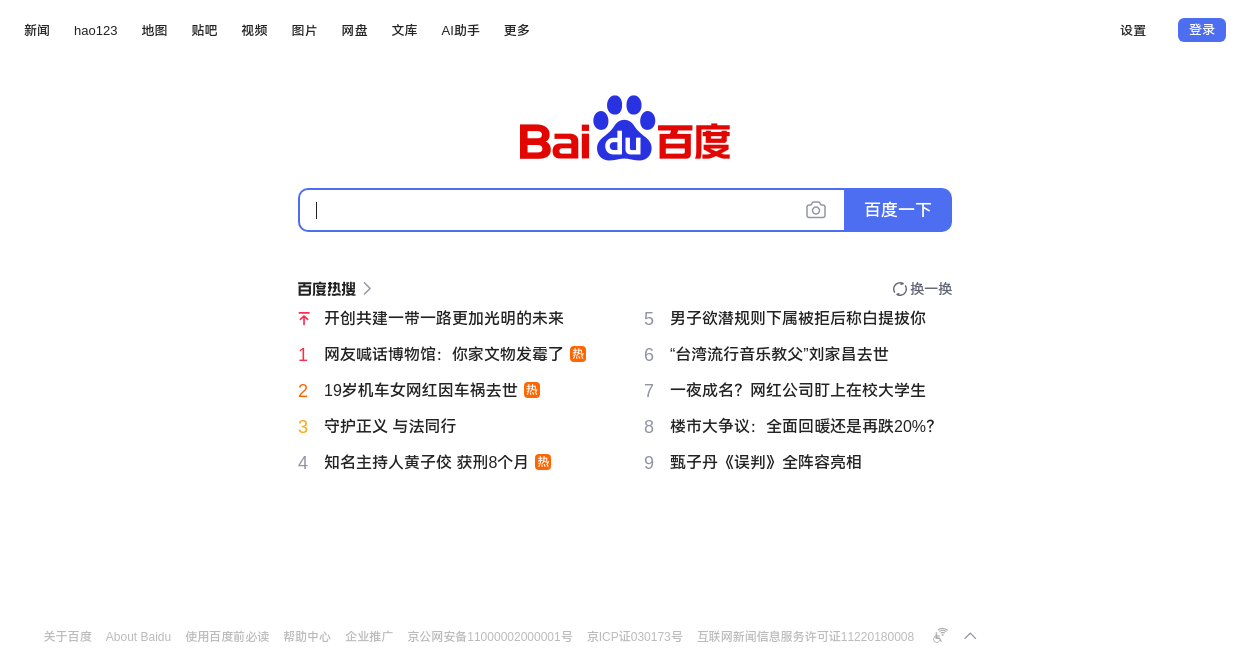 新闻 hao123 地图 贴吧 视频 图片 网盘 文库 AI助手 更多 设置 登录
Bai du 百度
百度一下
百度热搜 换一换
开创共建一带一路更加光明的未来
1 网友喊话博物馆：你家文物发霉了 热
2 19岁机车女网红因车祸去世 热
3 守护正义 与法同行
4 知名主持人黄子佼 获刑8个月 热
5 男子欲潜规则下属被拒后称白提拔你
6 “台湾流行音乐教父”刘家昌去世
7 一夜成名？网红公司盯上在校大学生
8 楼市大争议：全面回暖还是再跌20%？
9 甄子丹《误判》全阵容亮相
关于百度 About Baidu 使用百度前必读 帮助中心 企业推广 京公网安备11000002000001号 京ICP证030173号 互联网新闻信息服务许可证11220180008